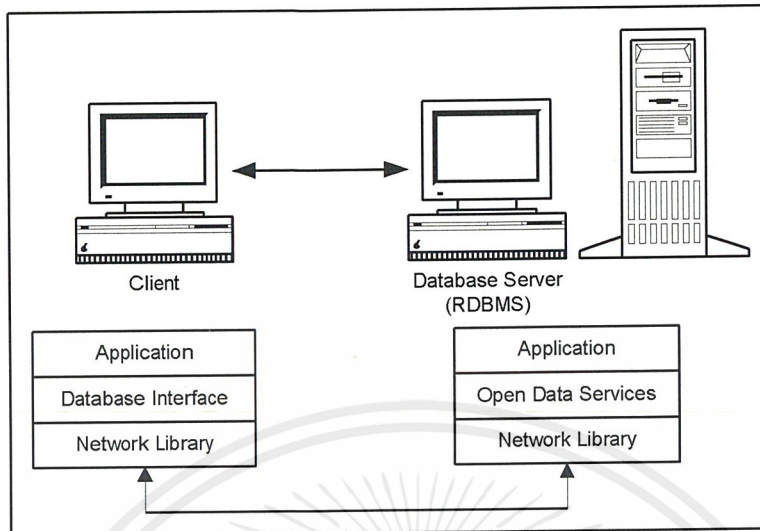 Client
Database Server
(RDBMS)
Application
Database Interface
Network Library
Application
Open Data Services
Network Library